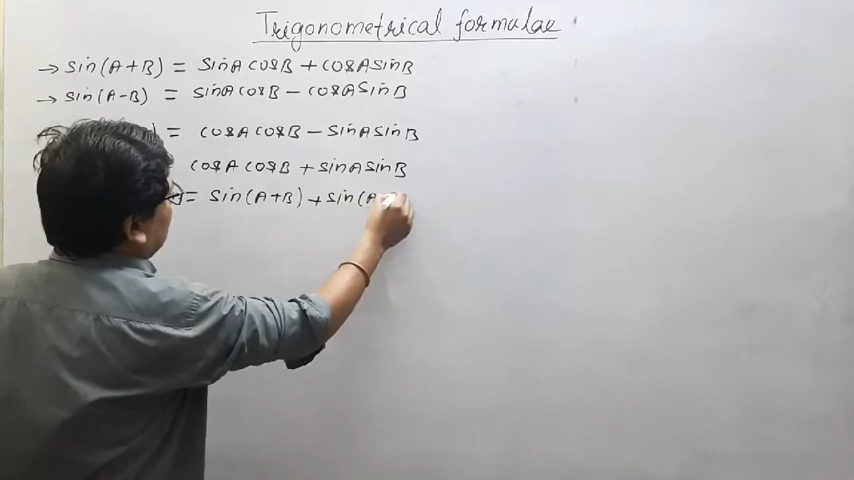 Trigonometrical formulae
→ sin(A+B) = sinA cosB + cosA sinB
→ sin(A-B) = sinA cosB - cosA sinB
) = cosA cosB - sinA sinB
cosA cosB + sinA sinB
= sin(A+B) + sin(A